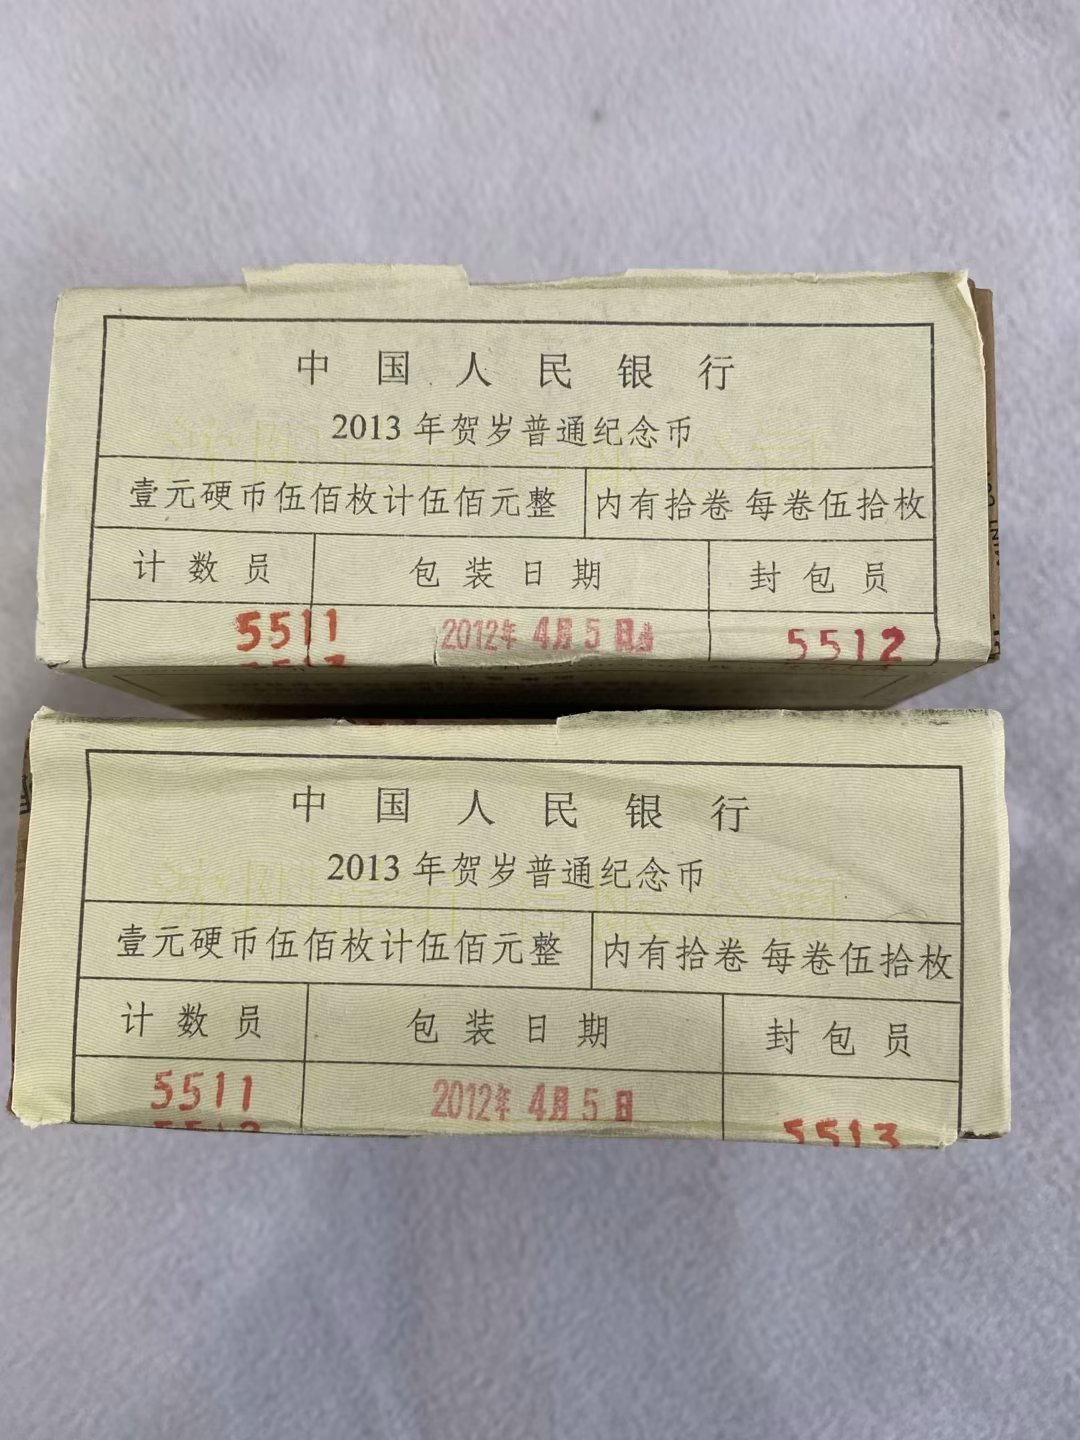 中国人民银行
2013年贺岁普通纪念币
壹元硬币伍佰枚计伍佰元整 内有拾卷 每卷伍拾枚
计数员 包装日期 封包员
5511 2012年 4月 5日 5512
5513
中国人民银行
2013年贺岁普通纪念币
壹元硬币伍佰枚计伍佰元整 内有拾卷 每卷伍拾枚
计数员 包装日期 封包员
5511 2012年 4月 5日
5513